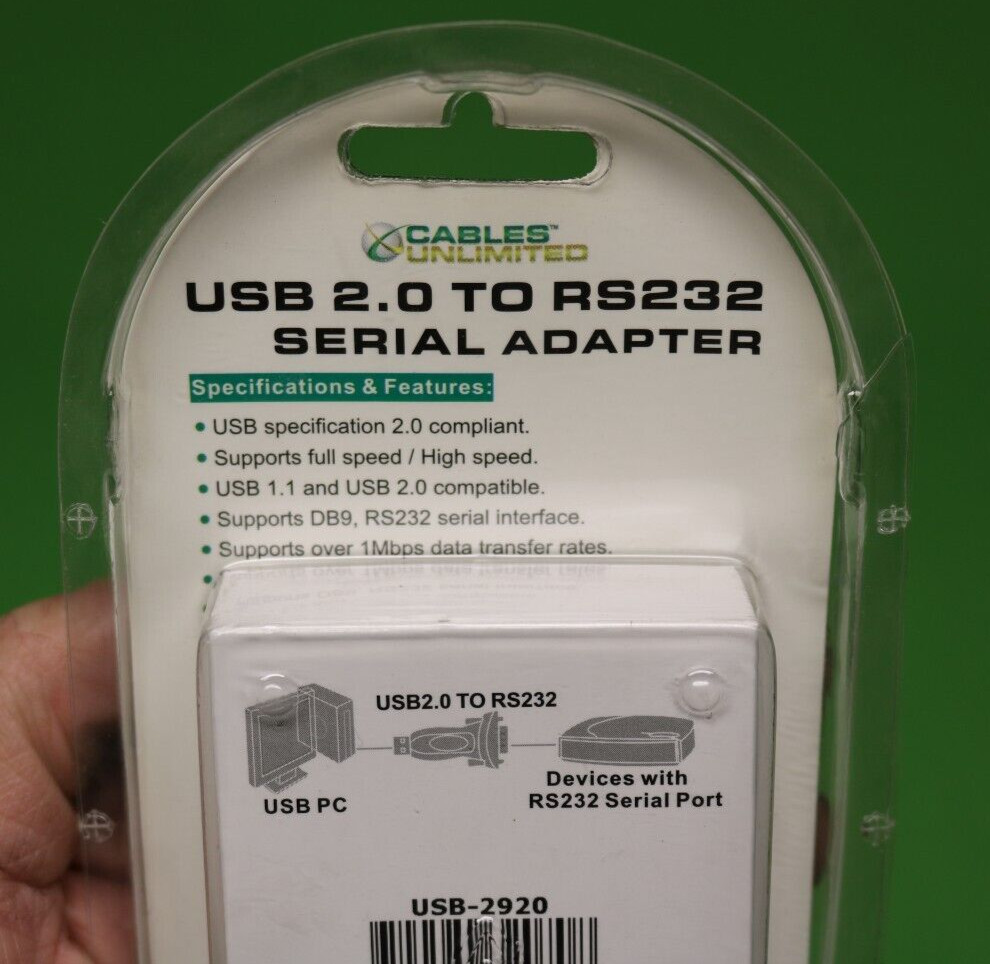 CABLES™
UNLIMITED
USB 2.0 TO RS232
SERIAL ADAPTER
Specifications & Features:
• USB specification 2.0 compliant.
• Supports full speed / High speed.
• USB 1.1 and USB 2.0 compatible.
• Supports DB9, RS232 serial interface.
• Supports over 1Mbps data transfer rates.
USB2.0 TO RS232
USB PC
Devices with
RS232 Serial Port
USB-2920